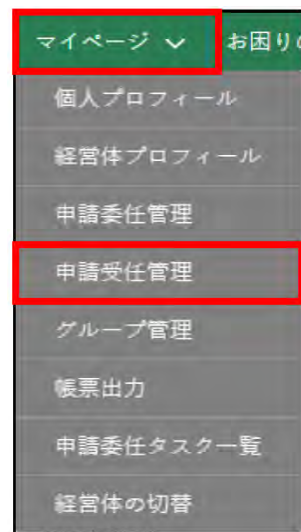 マイページ お困りの
個人プロフィール
経営体プロフィール
申請委任管理
申請受任管理
グループ管理
帳票出力
申請委任タスク一覧
経営体の切替